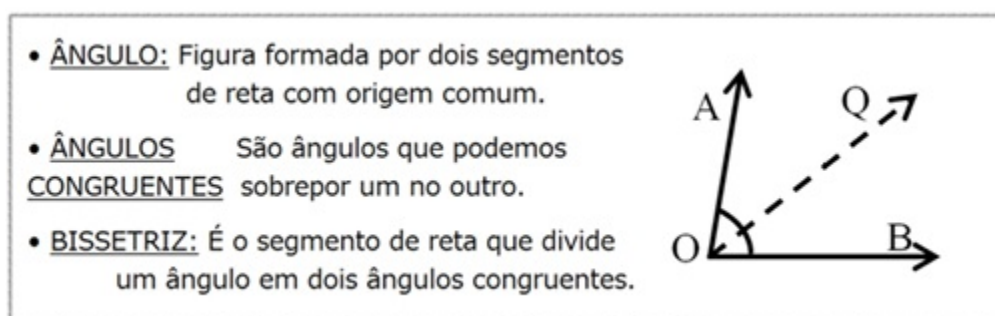 • ÂNGULO: Figura formada por dois segmentos
de reta com origem comum.
• ÂNGULOS São ângulos que podemos
CONGRUENTES sobrepor um no outro.
• BISSETRIZ: É o segmento de reta que divide
um ângulo em dois ângulos congruentes.
A
Q
O
B